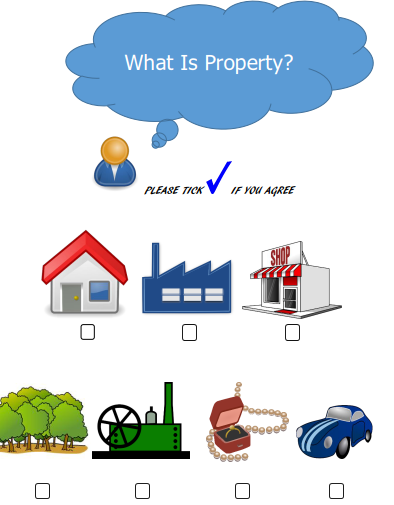 What Is Property?
PLEASE TICK IF YOU AGREE
SHOP